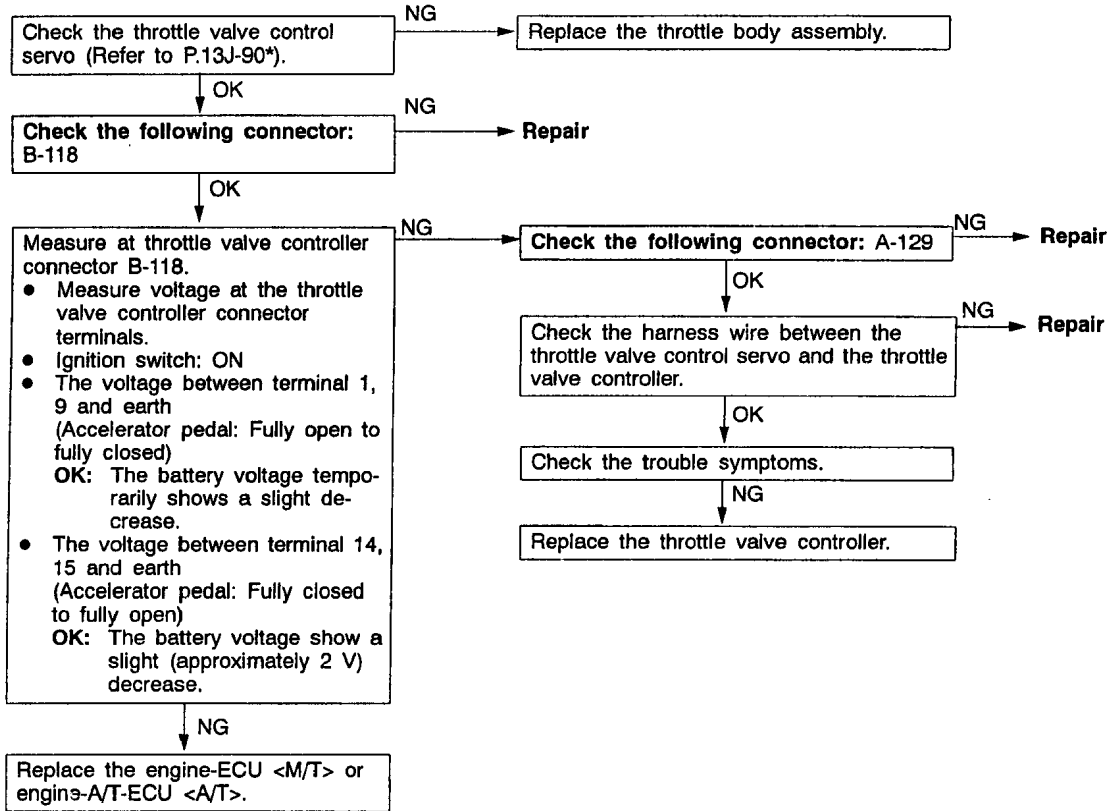 Check the throttle valve control
servo (Refer to P.13J-90*).
NG
Replace the throttle body assembly.
OK
Check the following connector:
B-118
NG
Repair
OK
Measure at throttle valve controller
connector B-118.
● Measure voltage at the throttle
valve controller connector
terminals.
● Ignition switch: ON
● The voltage between terminal 1,
9 and earth
(Accelerator pedal: Fully open to
fully closed)
OK: The battery voltage tempo-
rarily shows a slight de-
crease.
● The voltage between terminal 14,
15 and earth
(Accelerator pedal: Fully closed
to fully open)
OK: The battery voltage show a
slight (approximately 2 V)
decrease.
NG
Check the following connector: A-129
NG
Repair
OK
Check the harness wire between the
throttle valve control servo and the throttle
valve controller.
NG
Repair
OK
Check the trouble symptoms.
NG
Replace the throttle valve controller.
NG
Replace the engine-ECU <M/T> or
engine-A/T-ECU <A/T>.